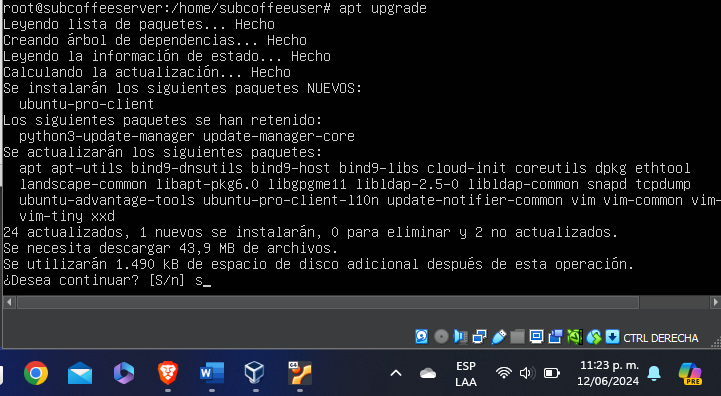 root@subcoffeeserver:/home/subcoffeeuser# apt upgrade
Leyendo lista de paquetes... Hecho
Creando árbol de dependencias... Hecho
Leyendo la información de estado... Hecho
Calculando la actualización... Hecho
Se instalarán los siguientes paquetes NUEVOS:
  ubuntu-pro-client
Los siguientes paquetes se han retenido:
  python3-update-manager update-manager-core
Se actualizarán los siguientes paquetes:
  apt apt-utils bind9-dnsutils bind9-host bind9-libs cloud-init coreutils dpkg ethtool
  landscape-common libapt-pkg6.0 libgpgme11 libldap-2.5-0 libldap-common snapd tcpdump
  ubuntu-advantage-tools ubuntu-pro-client-l10n update-notifier-common vim vim-common vim-
  vim-tiny xxd
24 actualizados, 1 nuevos se instalarán, 0 para eliminar y 2 no actualizados.
Se necesita descargar 43,9 MB de archivos.
Se utilizarán 1.490 kB de espacio de disco adicional después de esta operación.
¿Desea continuar? [S/n] s_
CTRL DERECHA
ESP
LAA
11:23 p. m.
12/06/2024
PRE